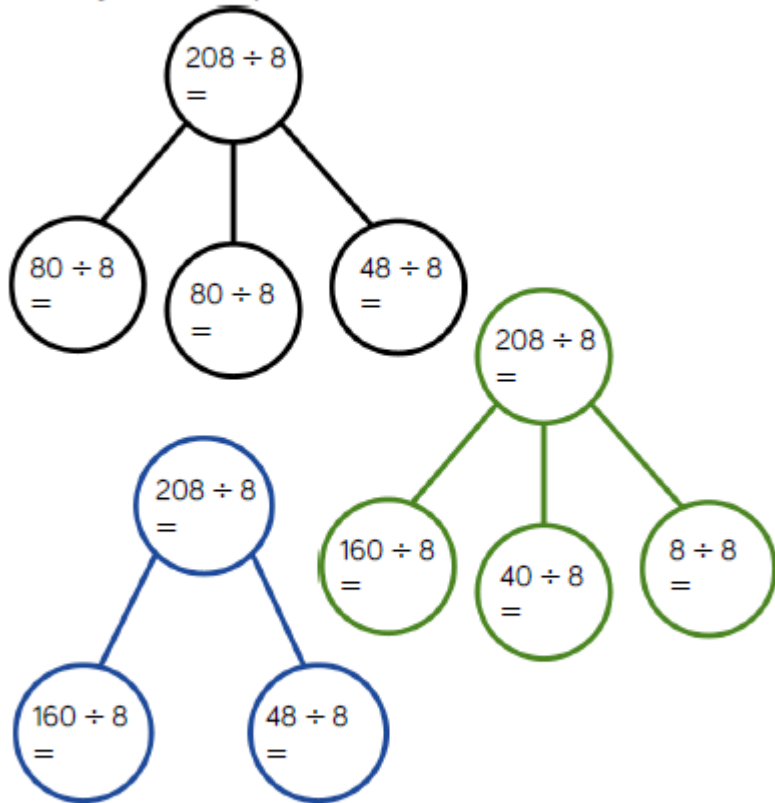 208 ÷ 8
=
80 ÷ 8
=
80 ÷ 8
=
48 ÷ 8
=
208 ÷ 8
=
160 ÷ 8
=
40 ÷ 8
=
8 ÷ 8
=
208 ÷ 8
=
160 ÷ 8
=
48 ÷ 8
=